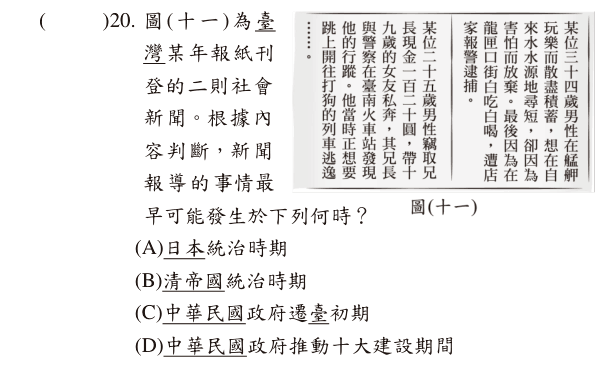 (　　)20. 圖(十一)為臺
灣某年報紙刊
登的二則社會
新聞。根據內
容判斷，新聞
報導的事情最
早可能發生於下列何時？
某位三十四歲男性在艋舺
玩樂而散盡積蓄，想在自
來水水源地尋短，卻因為
害怕而放棄。最後因為在
龍匣口街白吃白喝，遭店
家報警逮捕。
某位二十五歲男性竊取兄
長現金一百二十圓，帶十
九歲的女友私奔，其兄長
與警察在臺南火車站發現
他的行蹤。他當時正想要
跳上開往打狗的列車逃逸
……。
圖(十一)
(A)日本統治時期
(B)清帝國統治時期
(C)中華民國政府遷臺初期
(D)中華民國政府推動十大建設期間